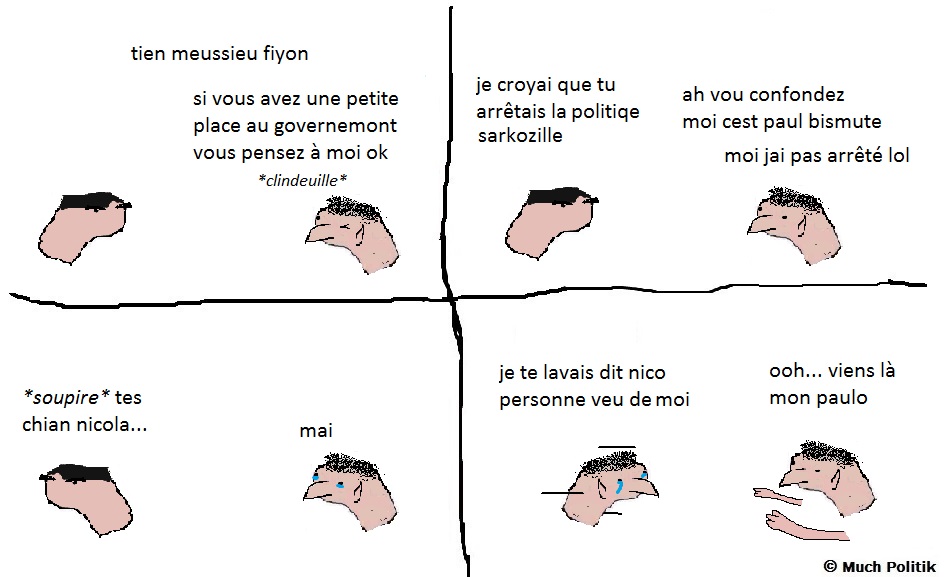 tien meussieu fiyon
si vous avez une petite
place au governemont
vous pensez à moi ok
*clindeuille*
je croyai que tu
arrêtais la politiqe
sarkozille
ah vou confondez
moi cest paul bismute
moi jai pas arrêté lol
*soupire* tes
chian nicola...
mai
je te lavais dit nico
personne veu de moi
ooh... viens là
mon paulo
© Much Politik